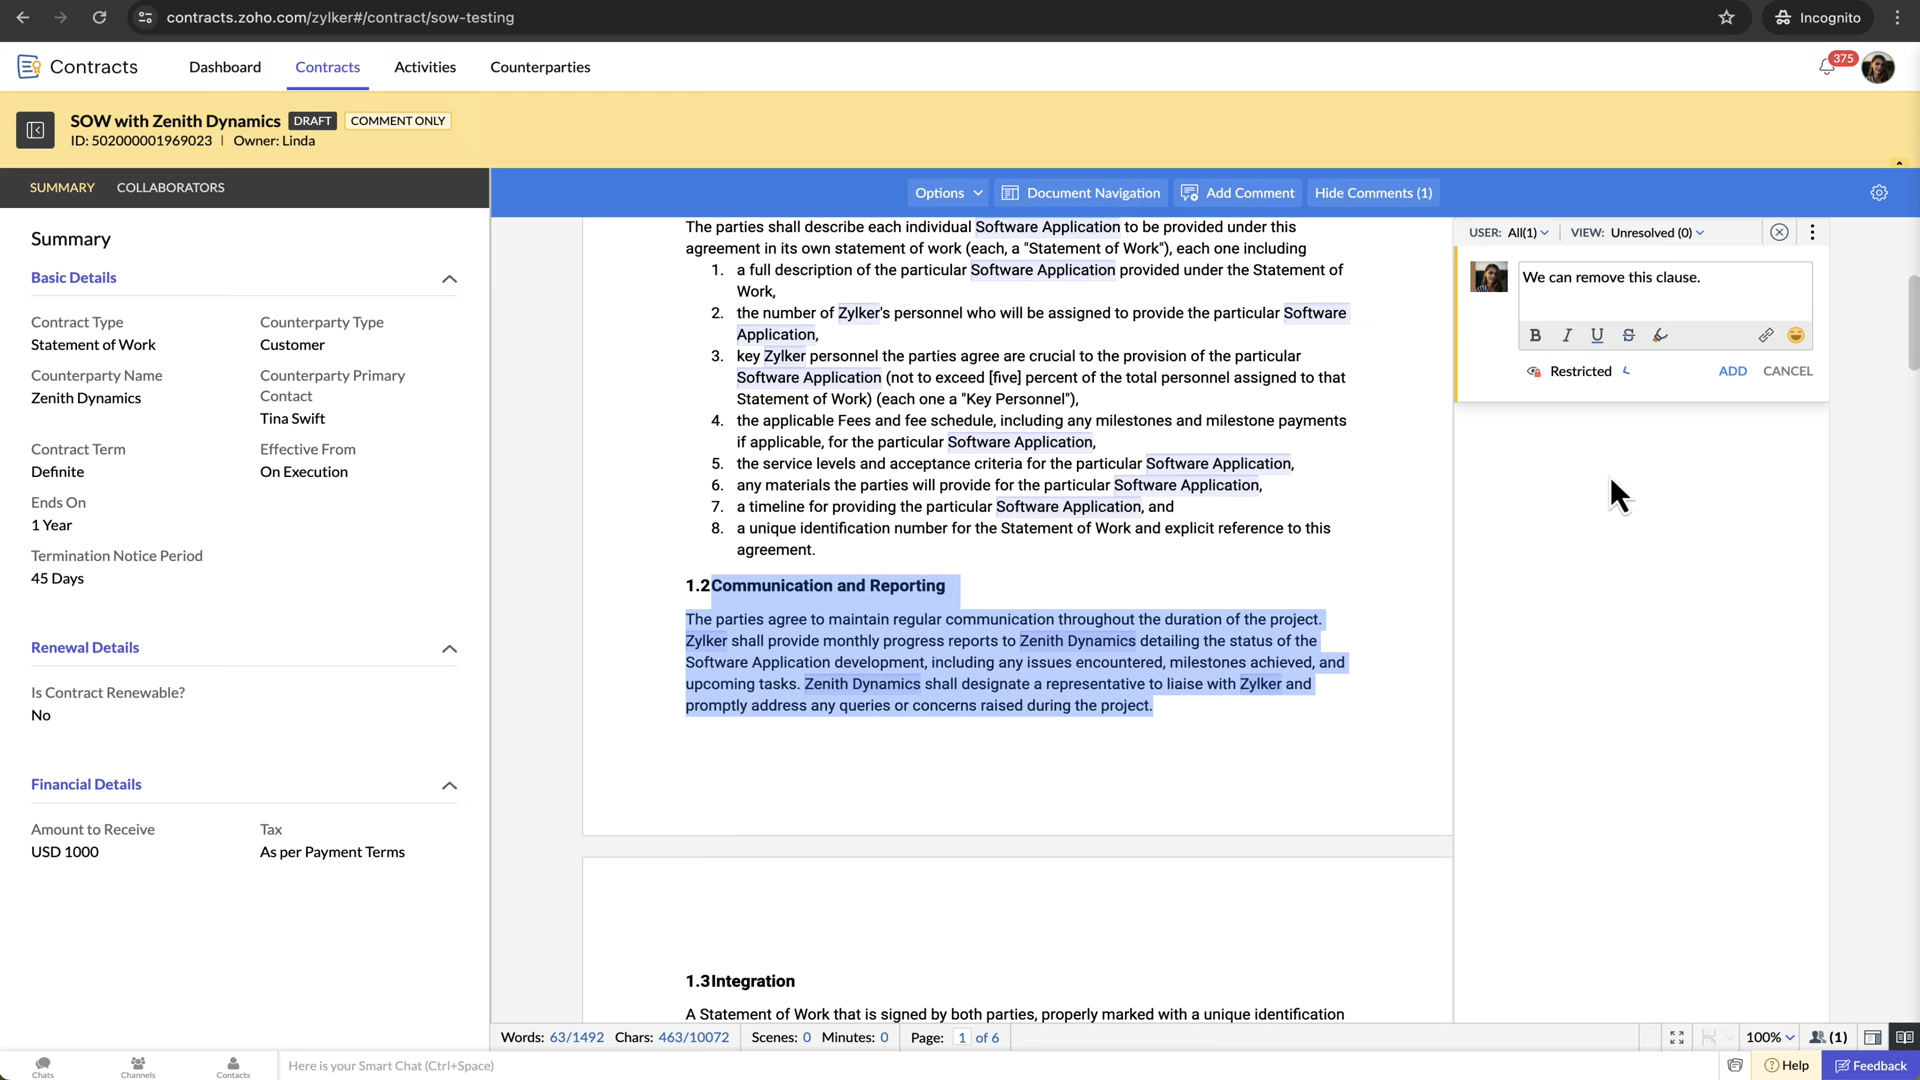 contracts.zoho.com/zylker#/contract/sow-testing
Incognito
Contracts
Dashboard
Contracts
Activities
Counterparties
375
SOW with Zenith Dynamics
DRAFT
COMMENT ONLY
ID: 502000001969023 | Owner: Linda
SUMMARY
COLLABORATORS
Options
Document Navigation
Add Comment
Hide Comments (1)
Summary
Basic Details
Contract Type
Statement of Work
Counterparty Type
Customer
Counterparty Name
Zenith Dynamics
Counterparty Primary
Contact
Tina Swift
Contract Term
Definite
Effective From
On Execution
Ends On
1 Year
Termination Notice Period
45 Days
Renewal Details
Is Contract Renewable?
No
Financial Details
Amount to Receive
USD 1000
Tax
As per Payment Terms
The parties shall describe each individual Software Application to be provided under this
agreement in its own statement of work (each, a "Statement of Work"), each one including
1. a full description of the particular Software Application provided under the Statement of
Work,
2. the number of Zylker's personnel who will be assigned to provide the particular Software
Application,
3. key Zylker personnel the parties agree are crucial to the provision of the particular
Software Application (not to exceed [five] percent of the total personnel assigned to that
Statement of Work) (each one a "Key Personnel"),
4. the applicable Fees and fee schedule, including any milestones and milestone payments
if applicable, for the particular Software Application,
5. the service levels and acceptance criteria for the particular Software Application,
6. any materials the parties will provide for the particular Software Application,
7. a timeline for providing the particular Software Application, and
8. a unique identification number for the Statement of Work and explicit reference to this
agreement.
1.2Communication and Reporting
The parties agree to maintain regular communication throughout the duration of the project.
Zylker shall provide monthly progress reports to Zenith Dynamics detailing the status of the
Software Application development, including any issues encountered, milestones achieved, and
upcoming tasks. Zenith Dynamics shall designate a representative to liaise with Zylker and
promptly address any queries or concerns raised during the project.
1.3Integration
A Statement of Work that is signed by both parties, properly marked with a unique identification
USER: All(1)
VIEW: Unresolved (0)
We can remove this clause.
B I U S
Restricted
ADD
CANCEL
Words: 63/1492 Chars: 463/10072
Scenes: 0 Minutes: 0
Page: 1 of 6
100%
(1)
Chats
Channels
Contacts
Here is your Smart Chat (Ctrl+Space)
Help
Feedback